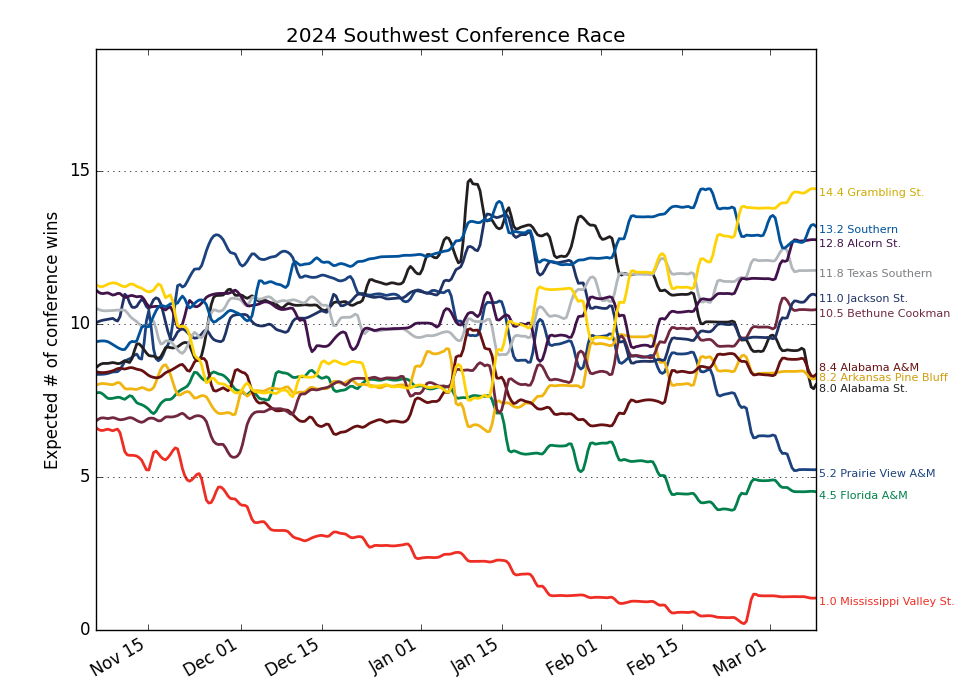 2024 Southwest Conference Race
Expected # of conference wins
15
10
5
0
Nov 15
Dec 01
Dec 15
Jan 01
Jan 15
Feb 01
Feb 15
Mar 01
14.4 Grambling St.
13.2 Southern
12.8 Alcorn St.
11.8 Texas Southern
11.0 Jackson St.
10.5 Bethune Cookman
8.4 Alabama A&M
8.2 Arkansas Pine Bluff
8.0 Alabama St.
5.2 Prairie View A&M
4.5 Florida A&M
1.0 Mississippi Valley St.